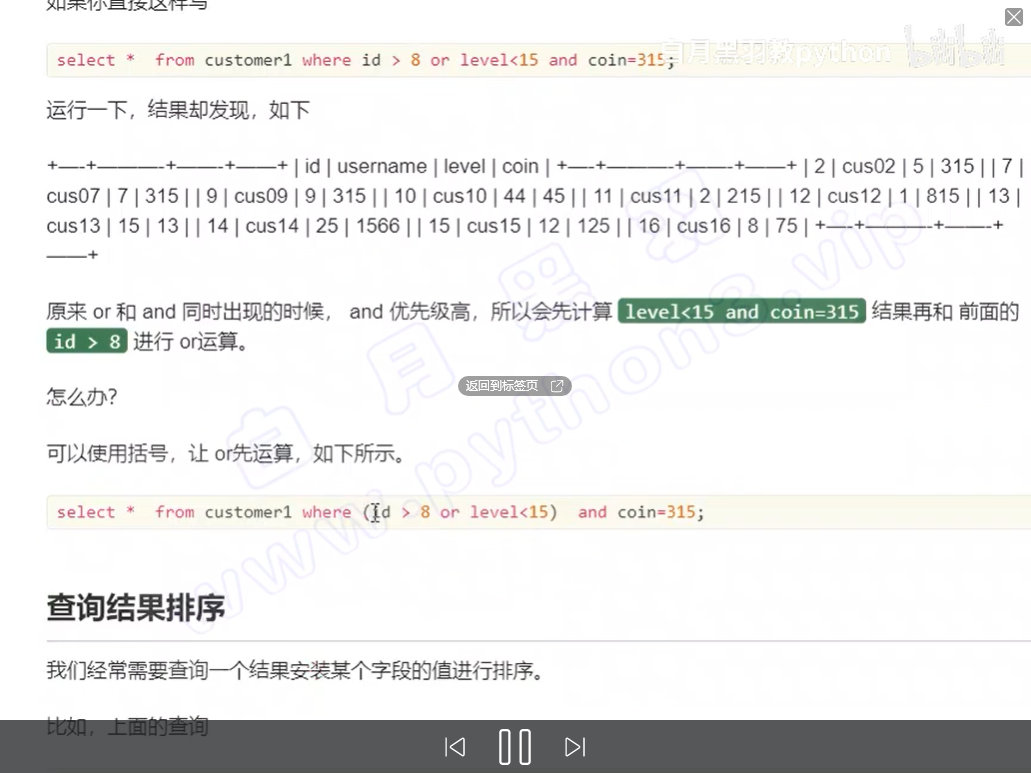 如果你直接这样写
白月黑羽教python bilibili
select * from customer1 where id > 8 or level<15 and coin=315;
运行一下，结果却发现，如下
+—-+———-+——-+——+ | id | username | level | coin | +—-+———-+——-+——+ | 2 | cus02 | 5 | 315 | | 7 |
cus07 | 7 | 315 | | 9 | cus09 | 9 | 315 | | 10 | cus10 | 44 | 45 | | 11 | cus11 | 2 | 215 | | 12 | cus12 | 1 | 815 | | 13 |
cus13 | 15 | 13 | | 14 | cus14 | 25 | 1566 | | 15 | cus15 | 12 | 125 | | 16 | cus16 | 8 | 75 | +—-+———-+——-+
——+
原来 or 和 and 同时出现的时候， and 优先级高，所以会先计算 level<15 and coin=315 结果再和 前面的
id > 8 进行 or运算。
返回到标签页
怎么办？
可以使用括号，让 or先运算，如下所示。
select * from customer1 where (id > 8 or level<15) and coin=315;
白月黑羽
www.python3.vip
查询结果排序
我们经常需要查询一个结果安装某个字段的值进行排序。
比如，上面的查询